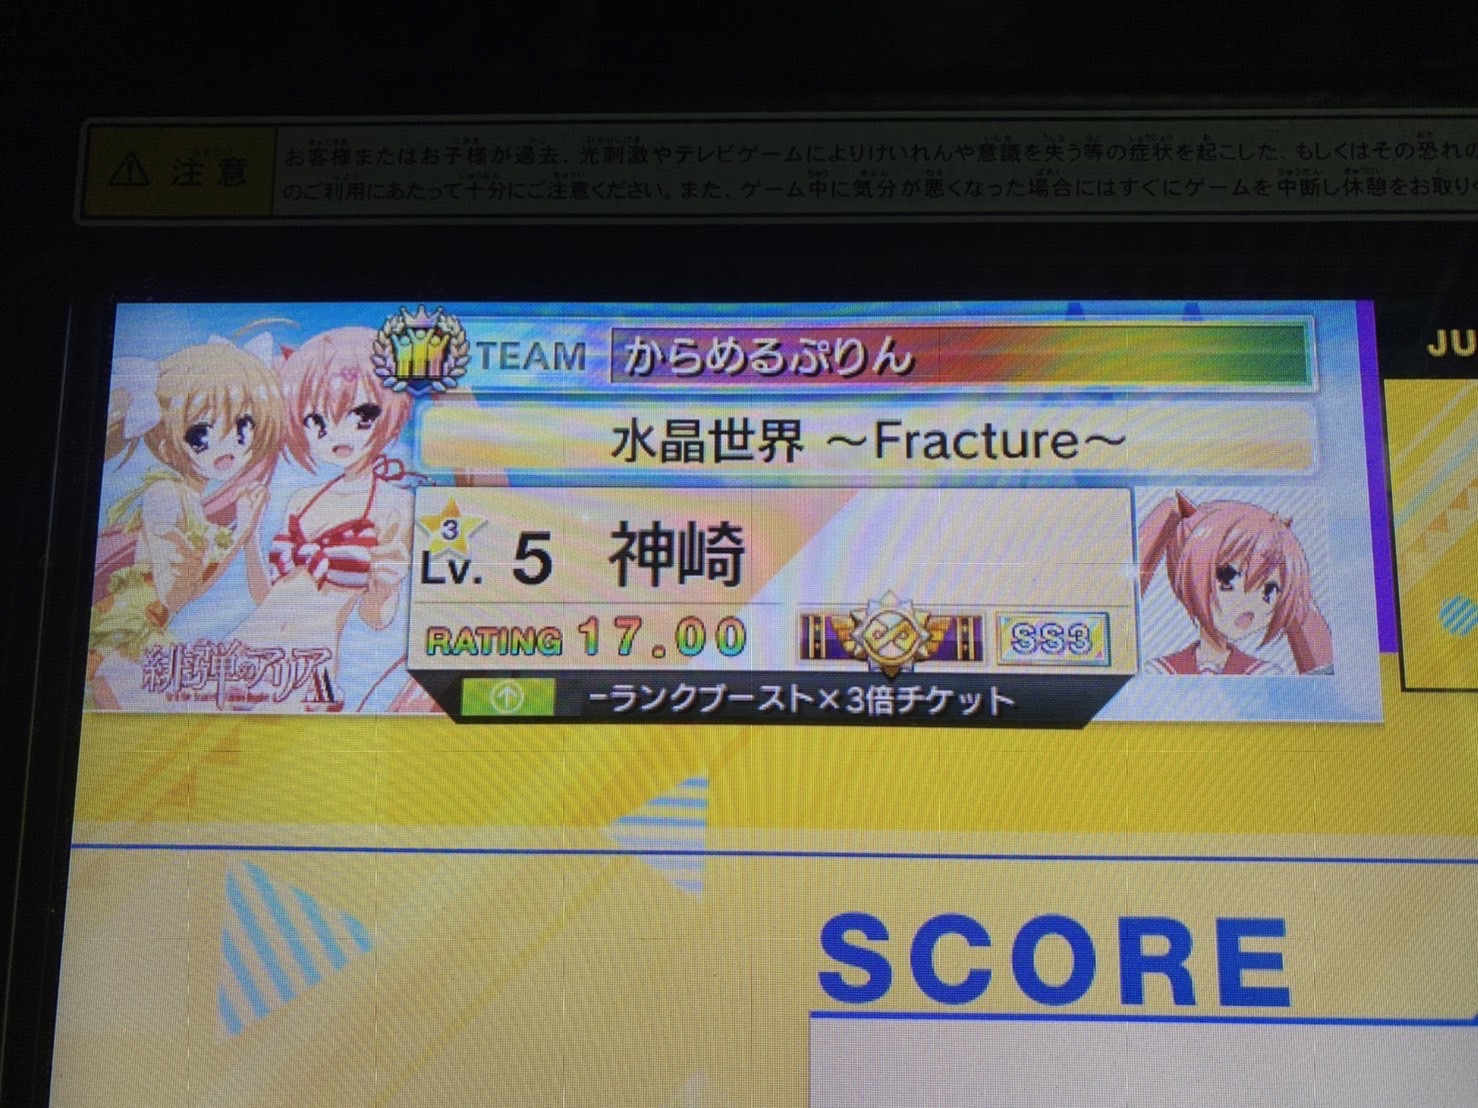 注意
お客様またはお子様が過去、光刺激やテレビゲームによりけいれんや意識を失う等の症状を起こした、もしくはその恐れの
のご利用にあたって十分にご注意ください。また、ゲーム中に気分が悪くなった場合にはすぐにゲームを中断し休憩をお取り
TEAM からめるぷりん
JU
水晶世界 ～Fracture～
3
Lv. 5 神崎
RATING 17.00
SS3
緋弾のアリアAA
-ランクブースト×3倍チケット
SCORE